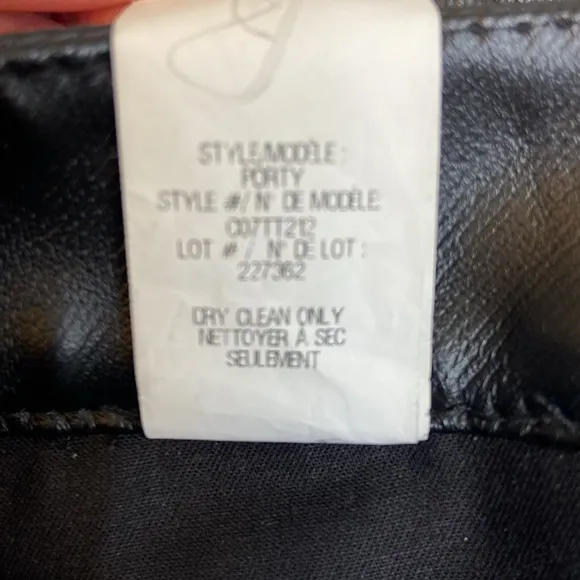 STYLE/MODÈLE :
PORTY
STYLE #/ N° DE MODÈLE
C07TT212
LOT # / N° DE LOT :
227362
DRY CLEAN ONLY
NETTOYER À SEC
SEULEMENT